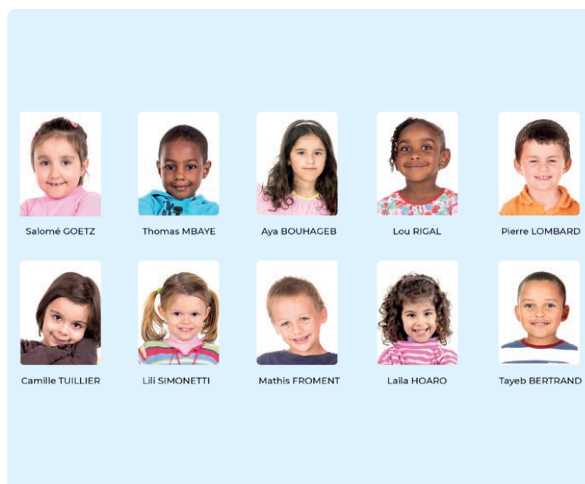 Salomé GOETZ
Thomas MBAYE
Aya BOUHAGEB
Lou RIGAL
Pierre LOMBARD
Camille TUILLIER
Lili SIMONETTI
Mathis FROMENT
Laïla HOARO
Tayeb BERTRAND